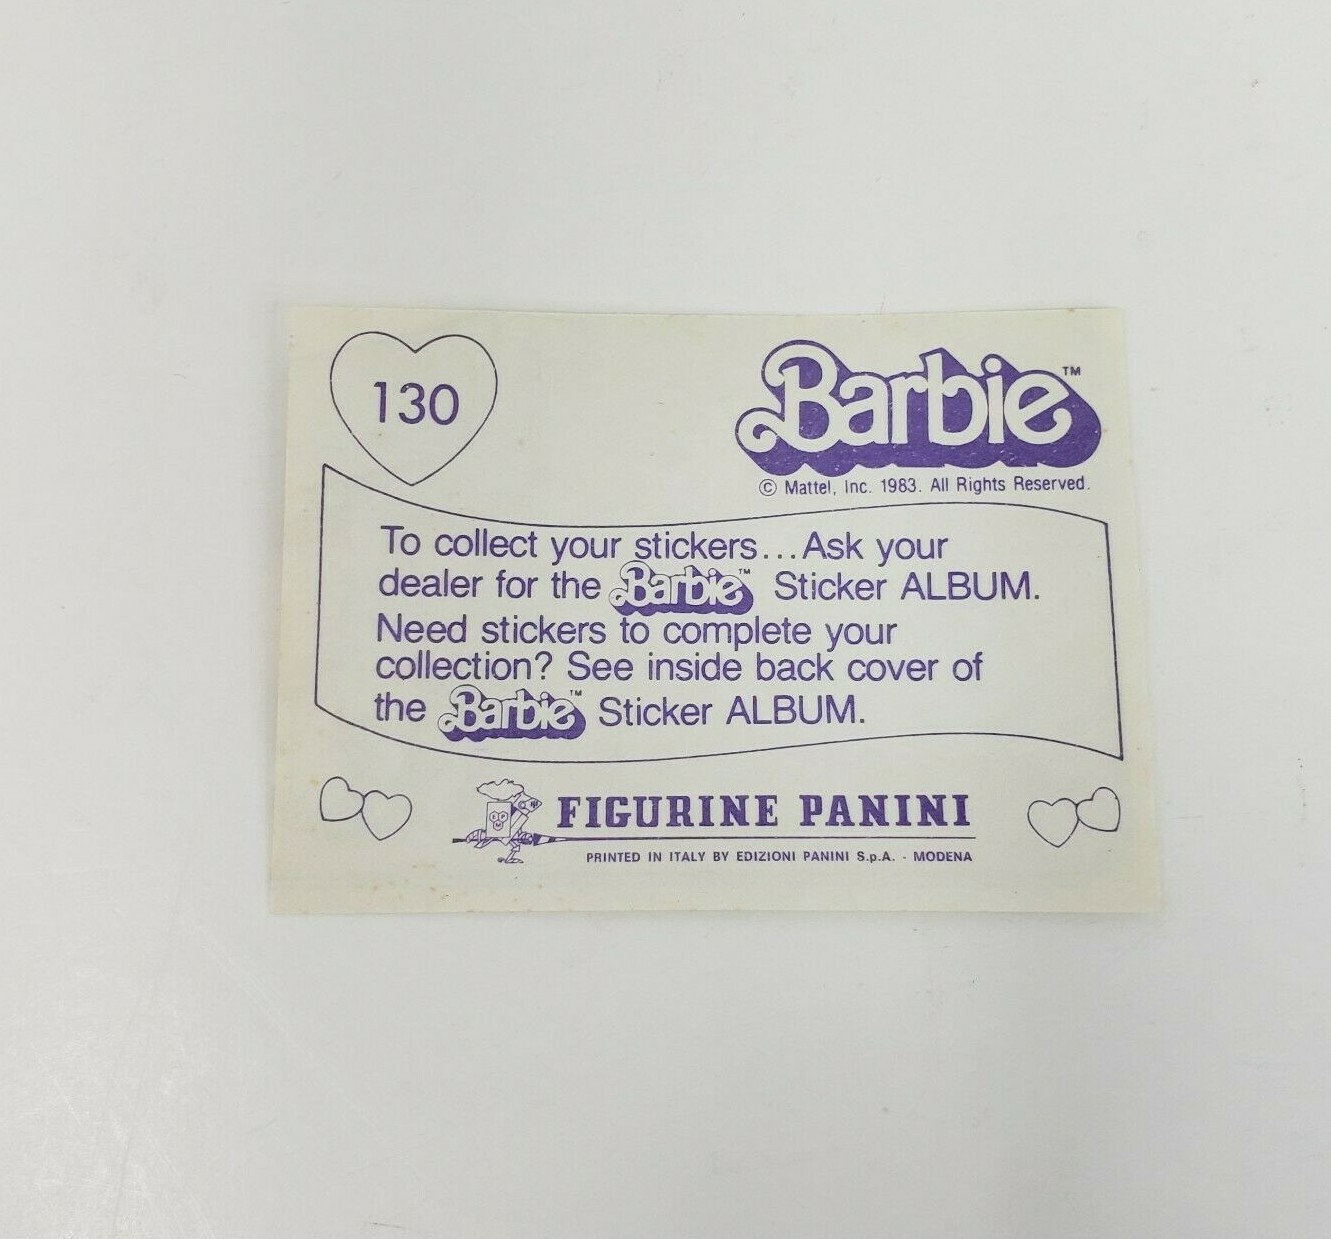 130
Barbie™
© Mattel, Inc. 1983. All Rights Reserved.
To collect your stickers...Ask your
dealer for the Barbie™ Sticker ALBUM.
Need stickers to complete your
collection? See inside back cover of
the Barbie™ Sticker ALBUM.
FIGURINE PANINI
PRINTED IN ITALY BY EDIZIONI PANINI S.p.A. - MODENA